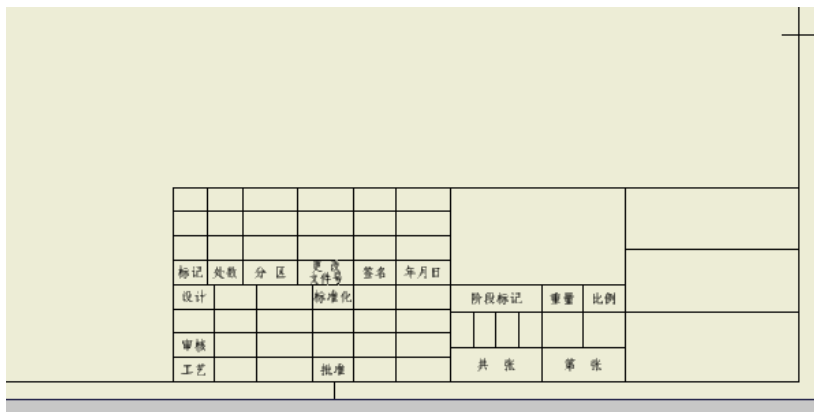 标记 处数 分 区 更 改 签名 年月日
文件号
设计 标准化 阶段标记 重量 比例
审核
工艺 批准 共 张 第 张